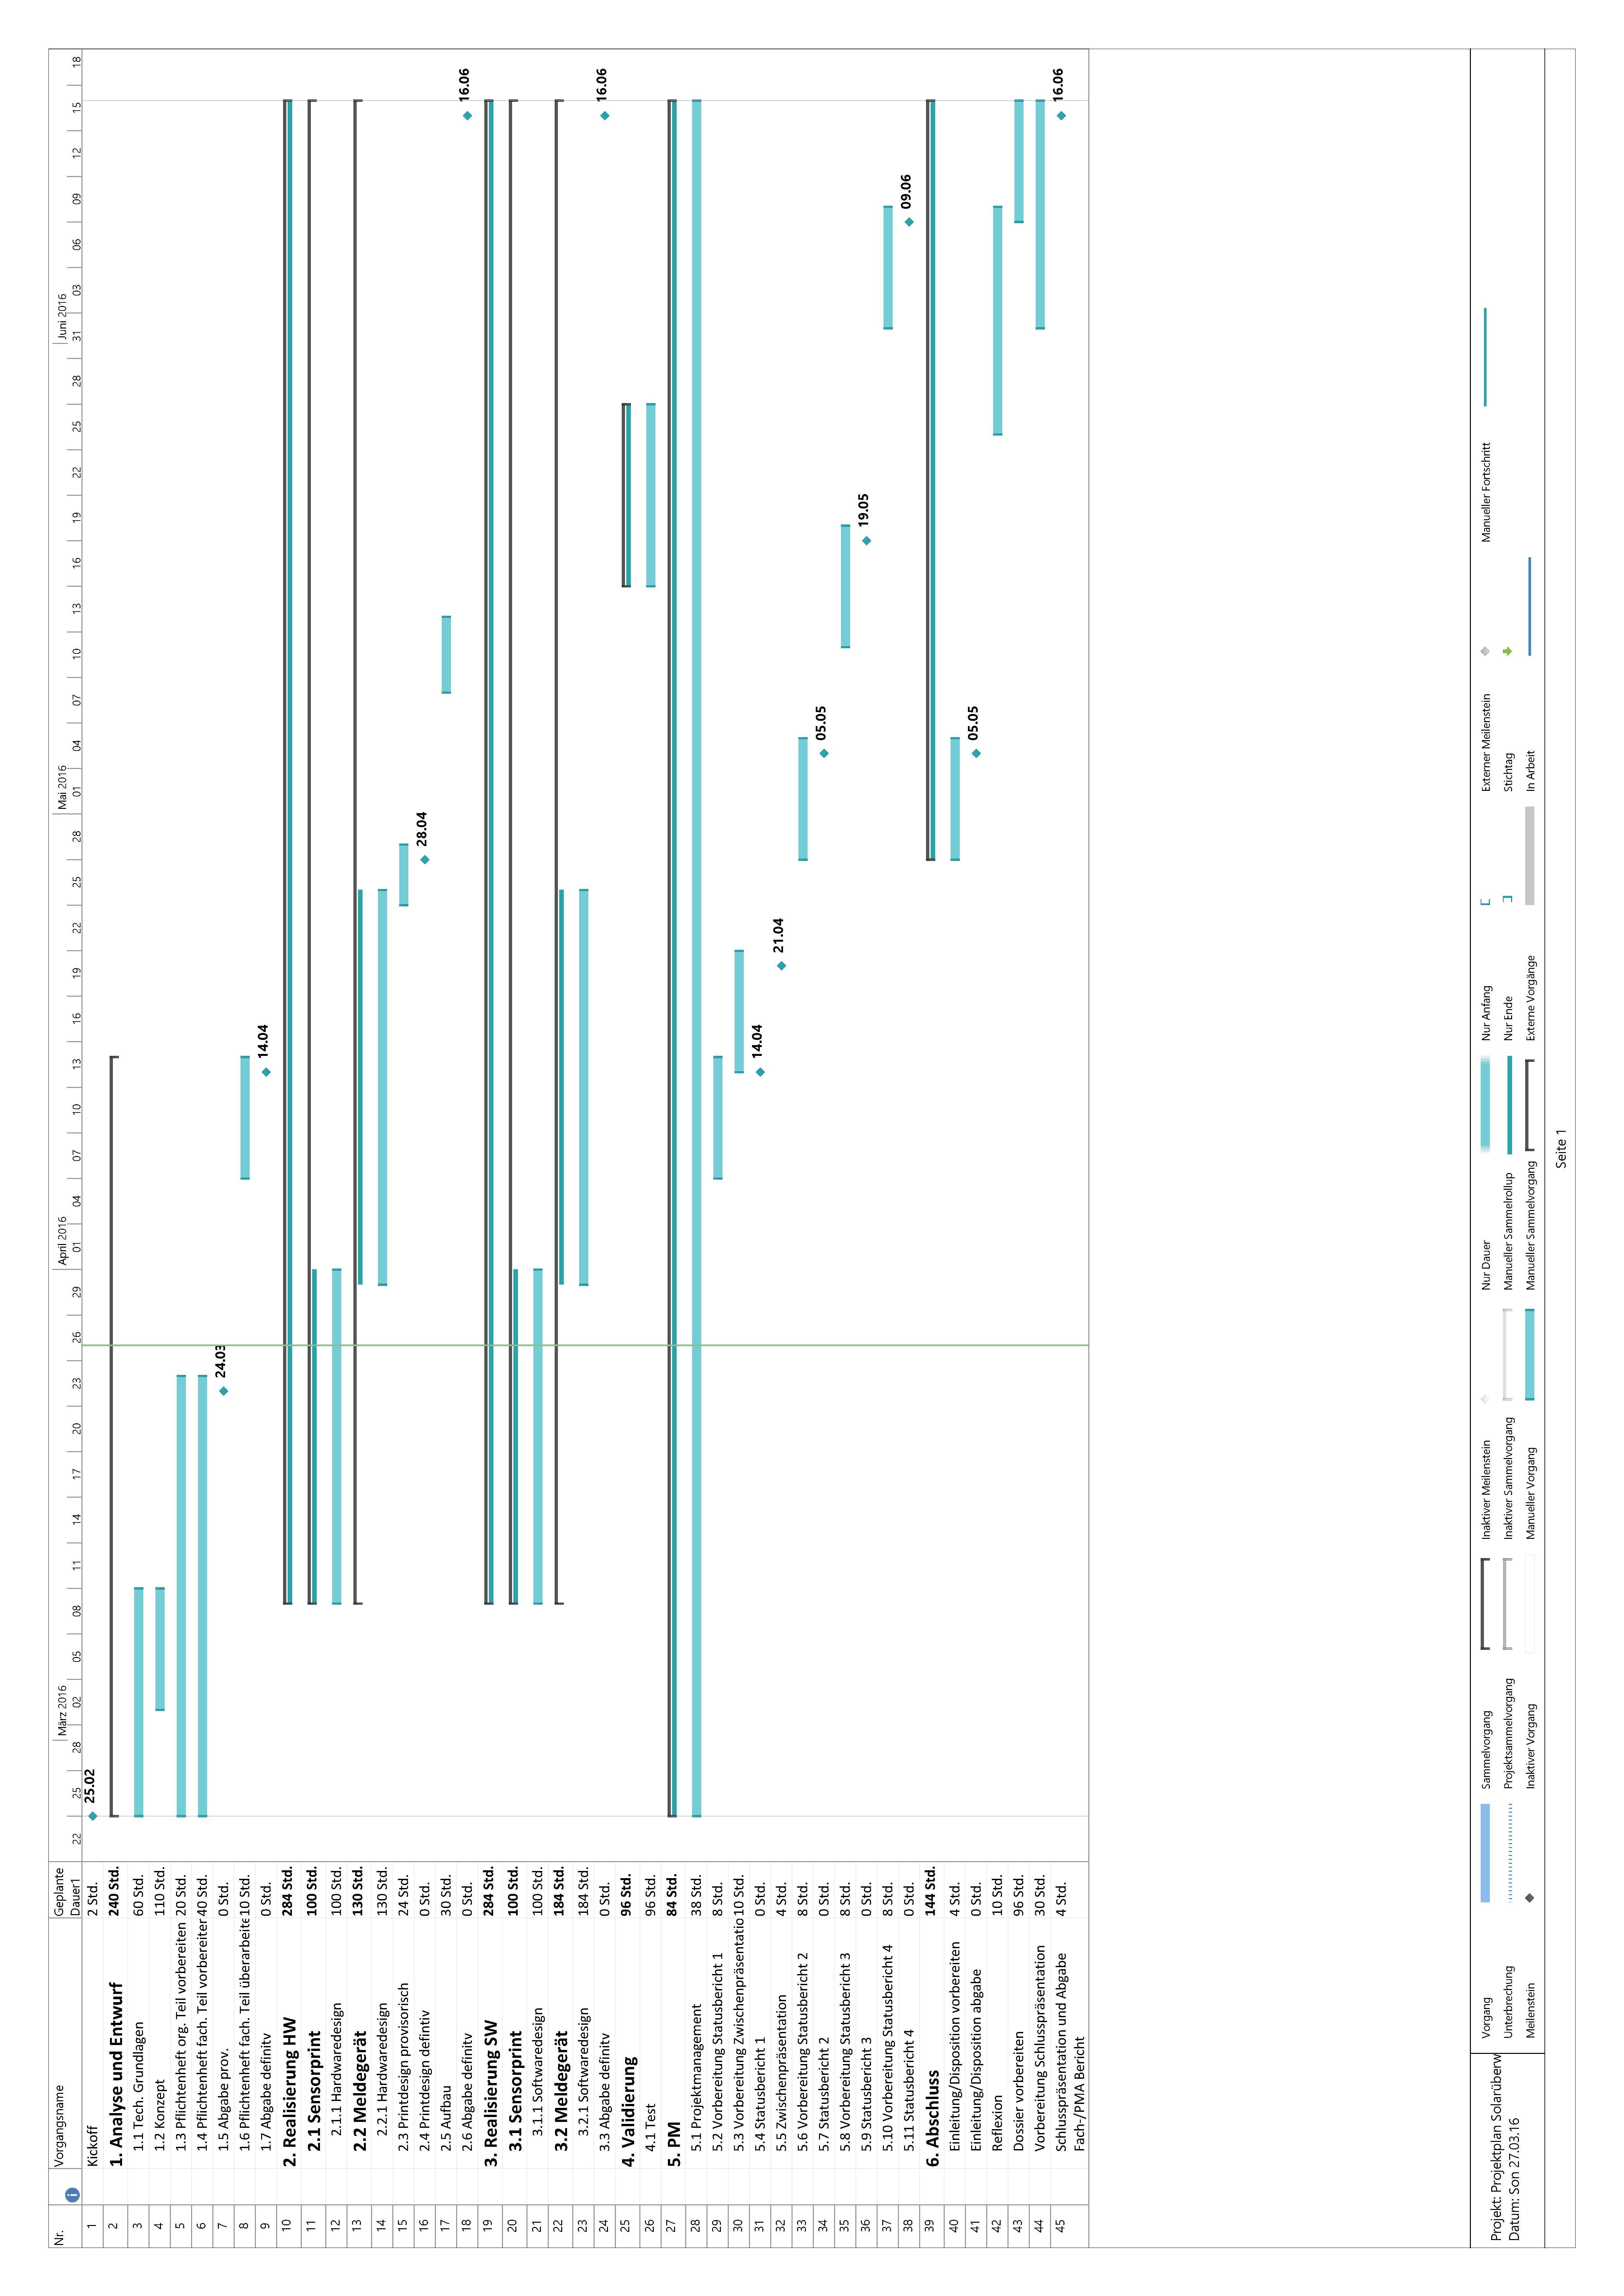 Nr.
Vorgangsname
Geplante
Dauer1
März 2016
April 2016
Mai 2016
Juni 2016
22 25 28 02 05 08 11 14 17 20 23 26 29 01 04 07 10 13 16 19 22 25 28 01 04 07 10 13 16 19 22 25 28 31 03 06 09 12 15 18
1 Kickoff 2 Std. 25.02
2 1. Analyse und Entwurf 240 Std.
3 1.1 Tech. Grundlagen 60 Std.
4 1.2 Konzept 110 Std.
5 1.3 Pflichtenheft org. Teil vorbereiten 20 Std.
6 1.4 Pflichtenheft fach. Teil vorbereiten 40 Std.
7 1.5 Abgabe prov. 0 Std. 24.03
8 1.6 Pflichtenheft fach. Teil überarbeite 10 Std.
9 1.7 Abgabe definitv 0 Std. 14.04
10 2. Realisierung HW 284 Std.
11 2.1 Sensorprint 100 Std.
12 2.1.1 Hardwaredesign 100 Std.
13 2.2 Meldegerät 130 Std.
14 2.2.1 Hardwaredesign 130 Std.
15 2.3 Printdesign provisorisch 24 Std.
16 2.4 Printdesign defintiv 0 Std. 28.04
17 2.5 Aufbau 30 Std.
18 2.6 Abgabe definitv 0 Std. 16.06
19 3. Realisierung SW 284 Std.
20 3.1 Sensorprint 100 Std.
21 3.1.1 Softwaredesign 100 Std.
22 3.2 Meldegerät 184 Std.
23 3.2.1 Softwaredesign 184 Std.
24 3.3 Abgabe definitv 0 Std. 16.06
25 4. Validierung 96 Std.
26 4.1 Test 96 Std.
27 5. PM 84 Std.
28 5.1 Projektmanagement 38 Std.
29 5.2 Vorbereitung Statusbericht 1 8 Std.
30 5.3 Vorbereitung Zwischenpräsentatio 10 Std.
31 5.4 Statusbericht 1 0 Std. 14.04
32 5.5 Zwischenpräsentation 4 Std. 21.04
33 5.6 Vorbereitung Statusbericht 2 8 Std.
34 5.7 Statusbericht 2 0 Std. 05.05
35 5.8 Vorbereitung Statusbericht 3 8 Std.
36 5.9 Statusbericht 3 0 Std. 19.05
37 5.10 Vorbereitung Statusbericht 4 8 Std.
38 5.11 Statusbericht 4 0 Std. 09.06
39 6. Abschluss 144 Std.
40 Einleitung/Disposition vorbereiten 4 Std.
41 Einleitung/Disposition abgabe 0 Std. 05.05
42 Reflexion 10 Std.
43 Dossier vorbereiten 96 Std.
44 Vorbereitung Schlusspräsentation 30 Std.
45 Schlusspräsentation und Abgabe 4 Std. 16.06
Fach-/PMA Bericht
Projekt: Projektplan Solarüberw
Datum: Son 27.03.16
Vorgang
Unterbrechung
Meilenstein
Sammelvorgang
Projektsammelvorgang
Inaktiver Vorgang
Inaktiver Meilenstein
Inaktiver Sammelvorgang
Manueller Vorgang
Nur Dauer
Manueller Sammelrollup
Manueller Sammelvorgang
Nur Anfang
Nur Ende
Externe Vorgänge
Externer Meilenstein
Stichtag
In Arbeit
Manueller Fortschritt
Seite 1